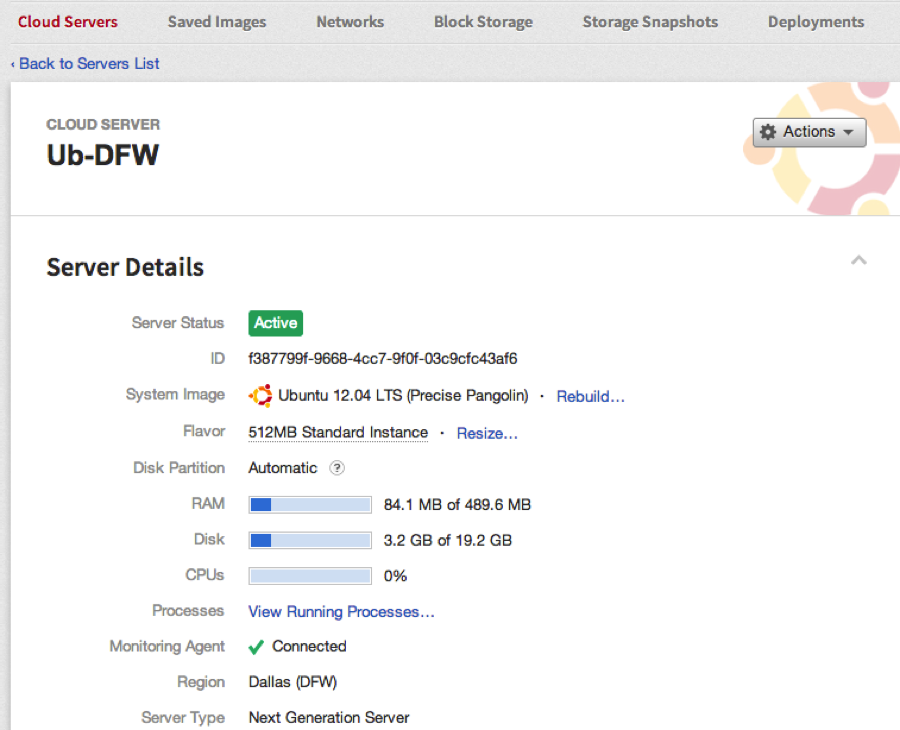 Cloud Servers Saved Images Networks Block Storage Storage Snapshots Deployments
‹ Back to Servers List
CLOUD SERVER
Ub-DFW
Actions
Server Details
Server Status Active
ID f387799f-9668-4cc7-9f0f-03c9cfc43af6
System Image Ubuntu 12.04 LTS (Precise Pangolin) · Rebuild...
Flavor 512MB Standard Instance · Resize...
Disk Partition Automatic ?
RAM 84.1 MB of 489.6 MB
Disk 3.2 GB of 19.2 GB
CPUs 0%
Processes View Running Processes...
Monitoring Agent Connected
Region Dallas (DFW)
Server Type Next Generation Server